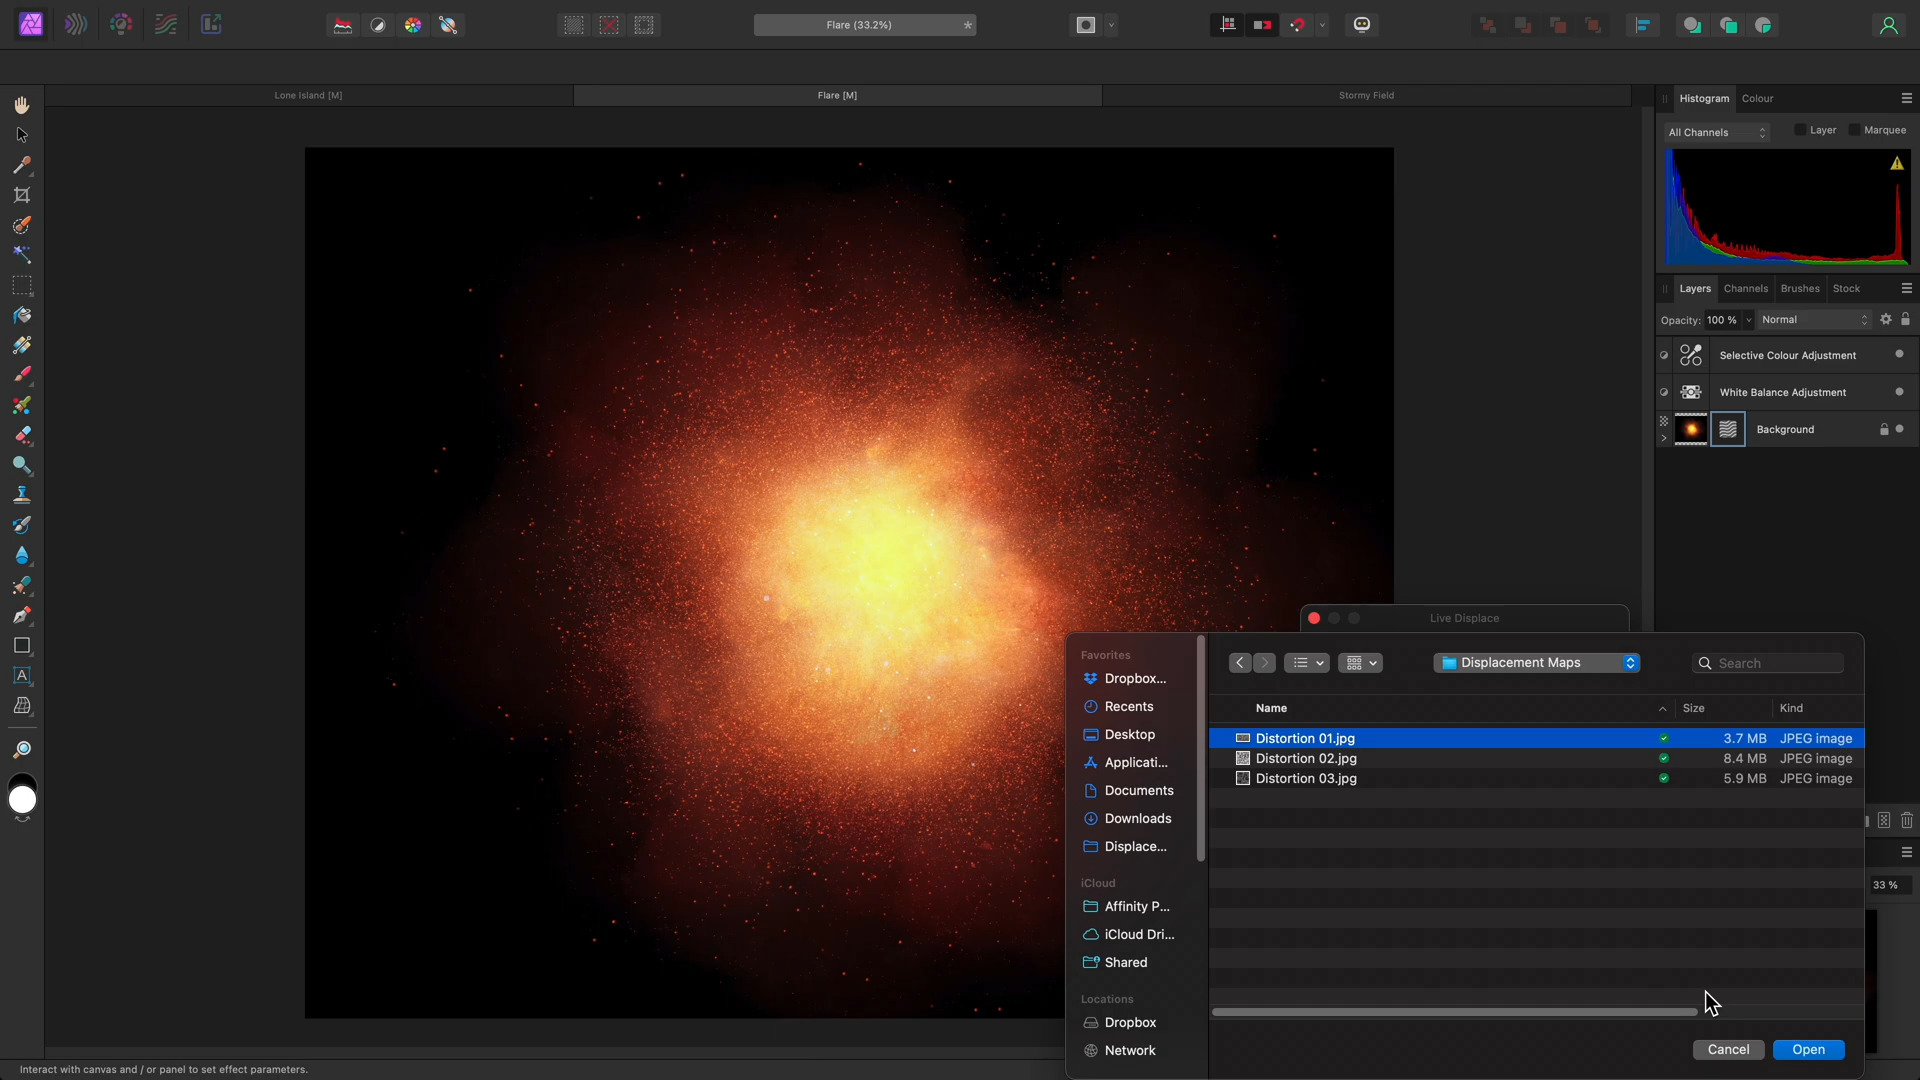 Flare (33.2%)
*
Lone Island [M]
Flare [M]
Stormy Field
Histogram
Colour
All Channels
Layer
Marquee
Layers
Channels
Brushes
Stock
Opacity:
100 %
Normal
Selective Colour Adjustment
White Balance Adjustment
Background
33 %
Live Displace
Favorites
Dropbox...
Recents
Desktop
Applicati...
Documents
Downloads
Displace...
iCloud
Affinity P...
iCloud Dri...
Shared
Locations
Dropbox
Network
Displacement Maps
Search
Name
Size
Kind
Distortion 01.jpg
3.7 MB
JPEG image
Distortion 02.jpg
8.4 MB
JPEG image
Distortion 03.jpg
5.9 MB
JPEG image
Cancel
Open
Interact with canvas and / or panel to set effect parameters.